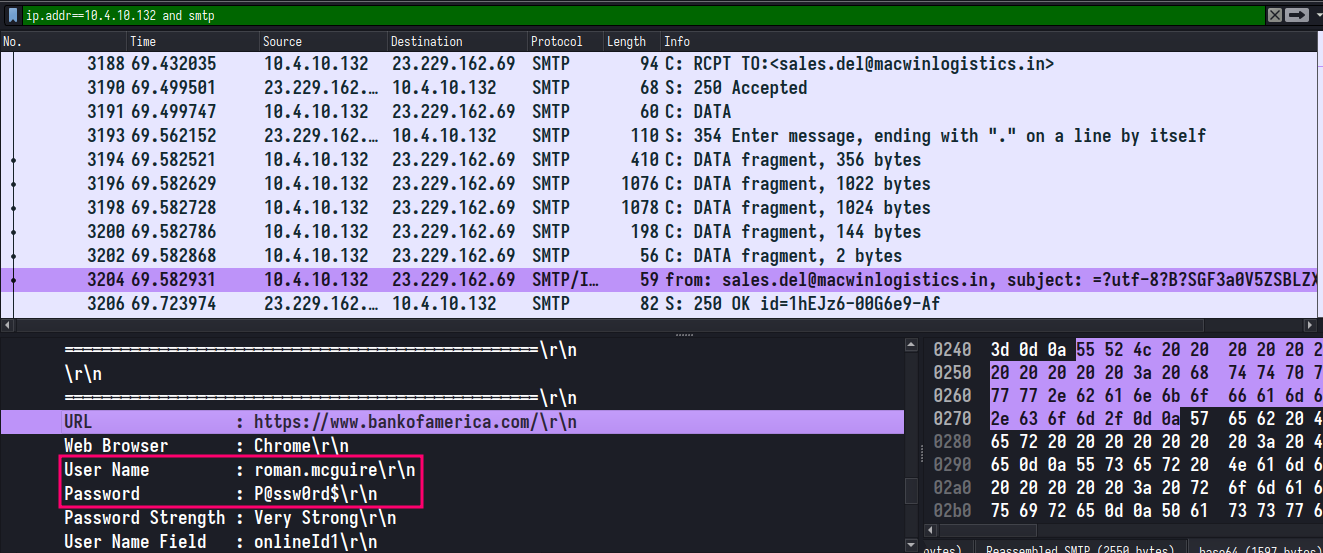 ip.addr==10.4.10.132 and smtp
No. Time Source Destination Protocol Length Info
3188 69.432035 10.4.10.132 23.229.162.69 SMTP 94 C: RCPT TO:<sales.del@macwinlogistics.in>
3190 69.499501 23.229.162.… 10.4.10.132 SMTP 68 S: 250 Accepted
3191 69.499747 10.4.10.132 23.229.162.69 SMTP 60 C: DATA
3193 69.562152 23.229.162.… 10.4.10.132 SMTP 110 S: 354 Enter message, ending with "." on a line by itself
3194 69.582521 10.4.10.132 23.229.162.69 SMTP 410 C: DATA fragment, 356 bytes
3196 69.582629 10.4.10.132 23.229.162.69 SMTP 1076 C: DATA fragment, 1022 bytes
3198 69.582728 10.4.10.132 23.229.162.69 SMTP 1078 C: DATA fragment, 1024 bytes
3200 69.582786 10.4.10.132 23.229.162.69 SMTP 198 C: DATA fragment, 144 bytes
3202 69.582868 10.4.10.132 23.229.162.69 SMTP 56 C: DATA fragment, 2 bytes
3204 69.582931 10.4.10.132 23.229.162.69 SMTP/I… 59 from: sales.del@macwinlogistics.in, subject: =?utf-8?B?SGF3a0V5ZSBLZX
3206 69.723974 23.229.162.… 10.4.10.132 SMTP 82 S: 250 OK id=1hEJz6-00G6e9-Af
==================================================\r\n
\r\n
==================================================\r\n
URL : https://www.bankofamerica.com/\r\n
Web Browser : Chrome\r\n
User Name : roman.mcguire\r\n
Password : P@ssw0rd$\r\n
Password Strength : Very Strong\r\n
User Name Field : onlineId1\r\n
0240 3d 0d 0a 55 52 4c 20 20 20 20 20 2
0250 20 20 20 20 20 3a 20 68 74 74 70 7
0260 77 77 2e 62 61 6e 6b 6f 66 61 6d 6
0270 2e 63 6f 6d 2f 0d 0a 57 65 62 20 4
0280 65 72 20 20 20 20 20 20 20 3a 20 4
0290 65 0d 0a 55 73 65 72 20 4e 61 6d 6
02a0 20 20 20 20 20 3a 20 72 6f 6d 61 6
02b0 75 69 72 65 0d 0a 50 61 73 73 77 6
bytes) Reassembled SMTP (2550 bytes) base64 (1597 bytes)